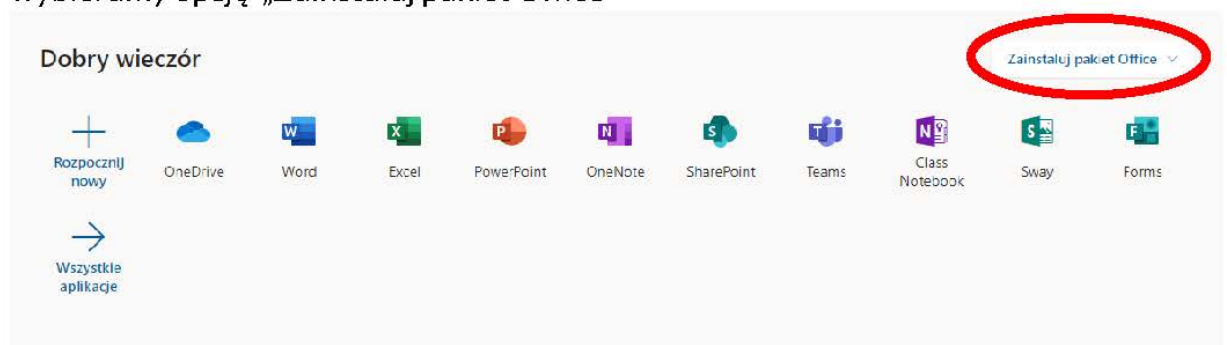 Dobry wieczór
Zainstaluj pakiet Office
Rozpocznij
nowy
OneDrive
Word
Excel
PowerPoint
OneNote
SharePoint
Teams
Class
Notebook
Sway
Forms
Wszystkie
aplikacje